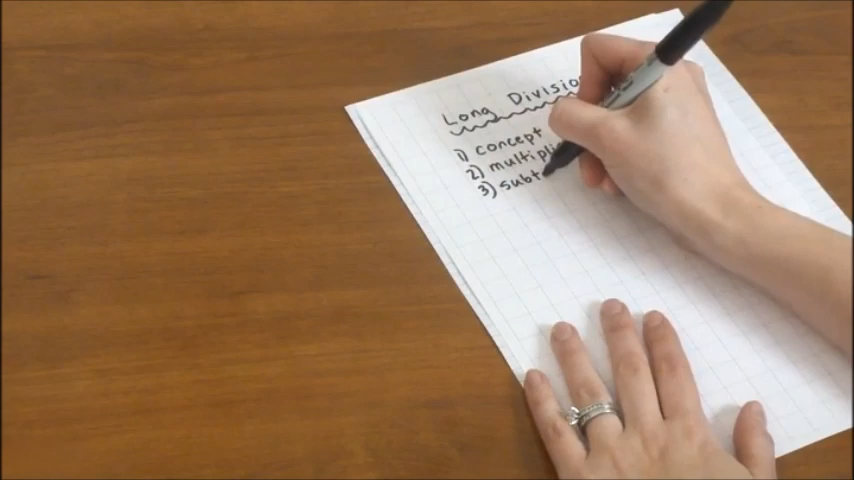 Long Divisio
1) concept
2) multipli
3) subt